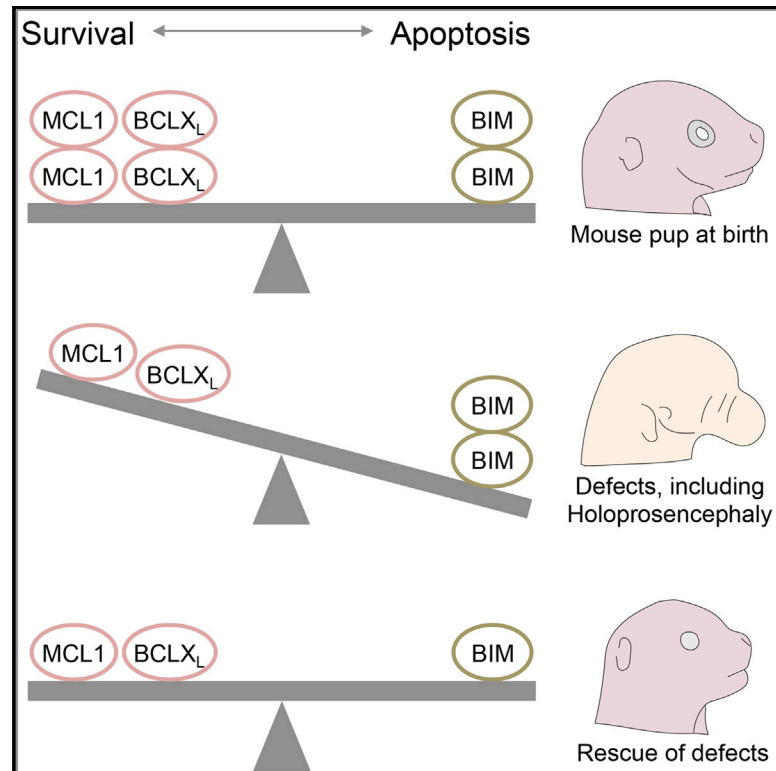 Survival Apoptosis
MCL1 BCLXL BIM
MCL1 BCLXL BIM
Mouse pup at birth
MCL1
BCLXL
BIM
BIM
Defects, including
Holoprosencephaly
MCL1 BCLXL BIM
Rescue of defects